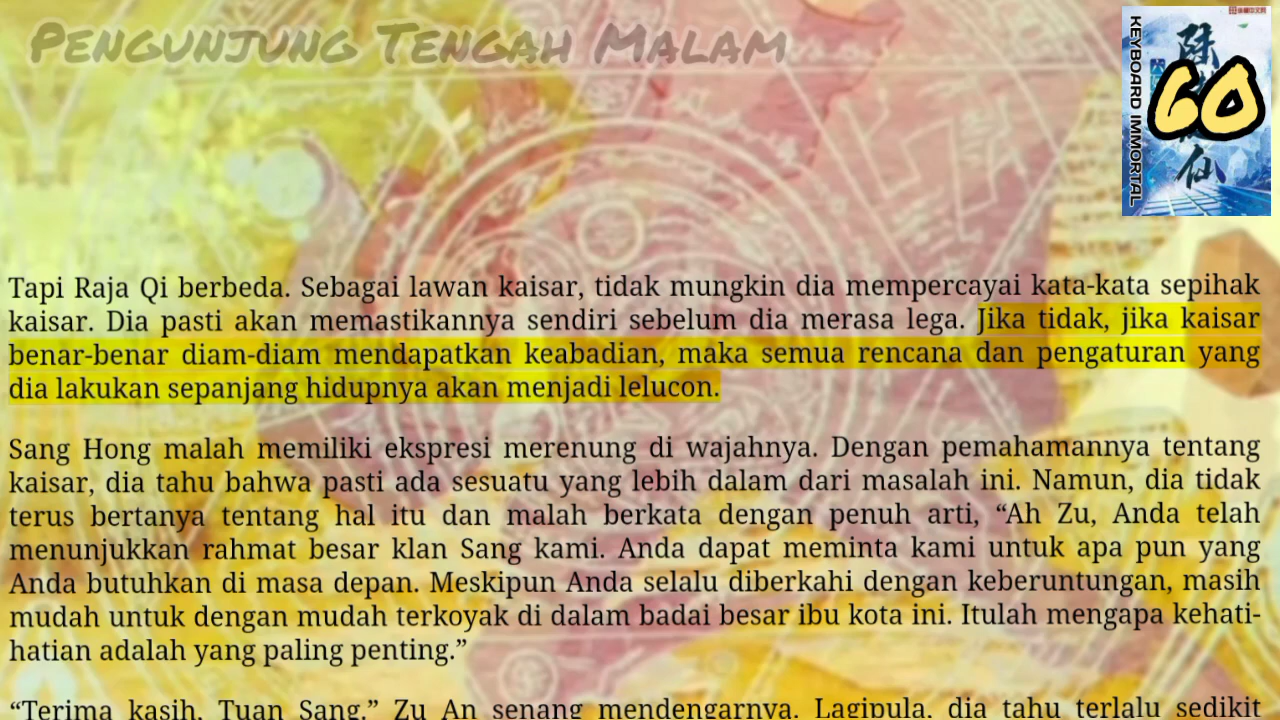 Pengunjung Tengah Malam
KEYBOARD IMMORTAL
60
仙
Tapi Raja Qi berbeda. Sebagai lawan kaisar, tidak mungkin dia mempercayai kata-kata sepihak
kaisar. Dia pasti akan memastikannya sendiri sebelum dia merasa lega. Jika tidak, jika kaisar
benar-benar diam-diam mendapatkan keabadian, maka semua rencana dan pengaturan yang
dia lakukan sepanjang hidupnya akan menjadi lelucon.
Sang Hong malah memiliki ekspresi merenung di wajahnya. Dengan pemahamannya tentang
kaisar, dia tahu bahwa pasti ada sesuatu yang lebih dalam dari masalah ini. Namun, dia tidak
terus bertanya tentang hal itu dan malah berkata dengan penuh arti, “Ah Zu, Anda telah
menunjukkan rahmat besar klan Sang kami. Anda dapat meminta kami untuk apa pun yang
Anda butuhkan di masa depan. Meskipun Anda selalu diberkahi dengan keberuntungan, masih
mudah untuk dengan mudah terkoyak di dalam badai besar ibu kota ini. Itulah mengapa kehati-
hatian adalah yang paling penting.”
“Terima kasih, Tuan Sang.” Zu An senang mendengarnya. Lagipula, dia tahu terlalu sedikit